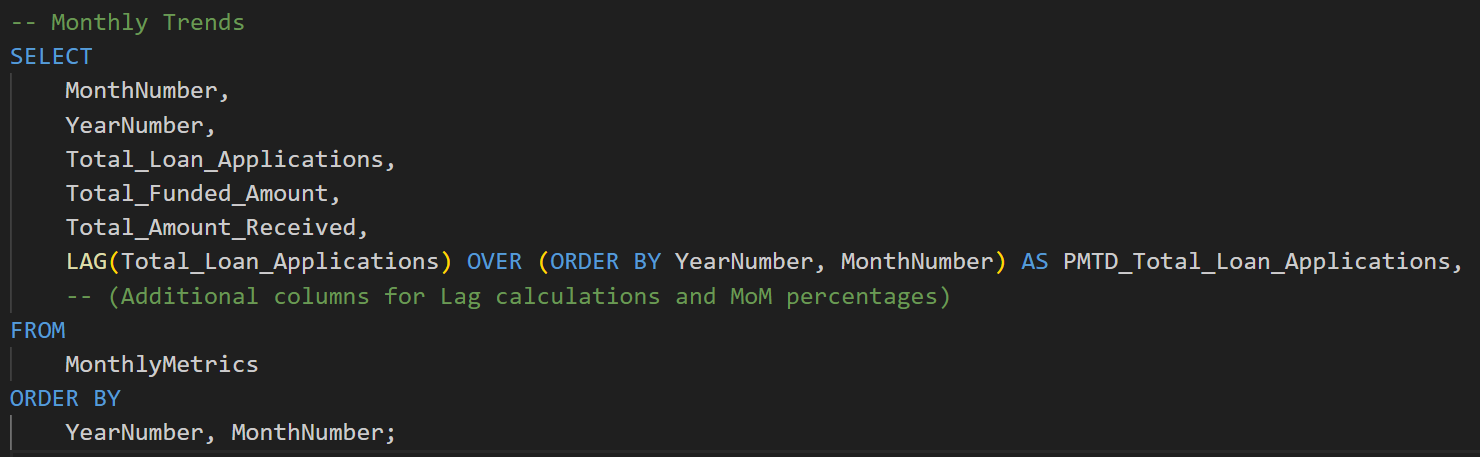 -- Monthly Trends
SELECT
MonthNumber,
YearNumber,
Total_Loan_Applications,
Total_Funded_Amount,
Total_Amount_Received,
LAG(Total_Loan_Applications) OVER (ORDER BY YearNumber, MonthNumber) AS PMTD_Total_Loan_Applications,
-- (Additional columns for Lag calculations and MoM percentages)
FROM
MonthlyMetrics
ORDER BY
YearNumber, MonthNumber;